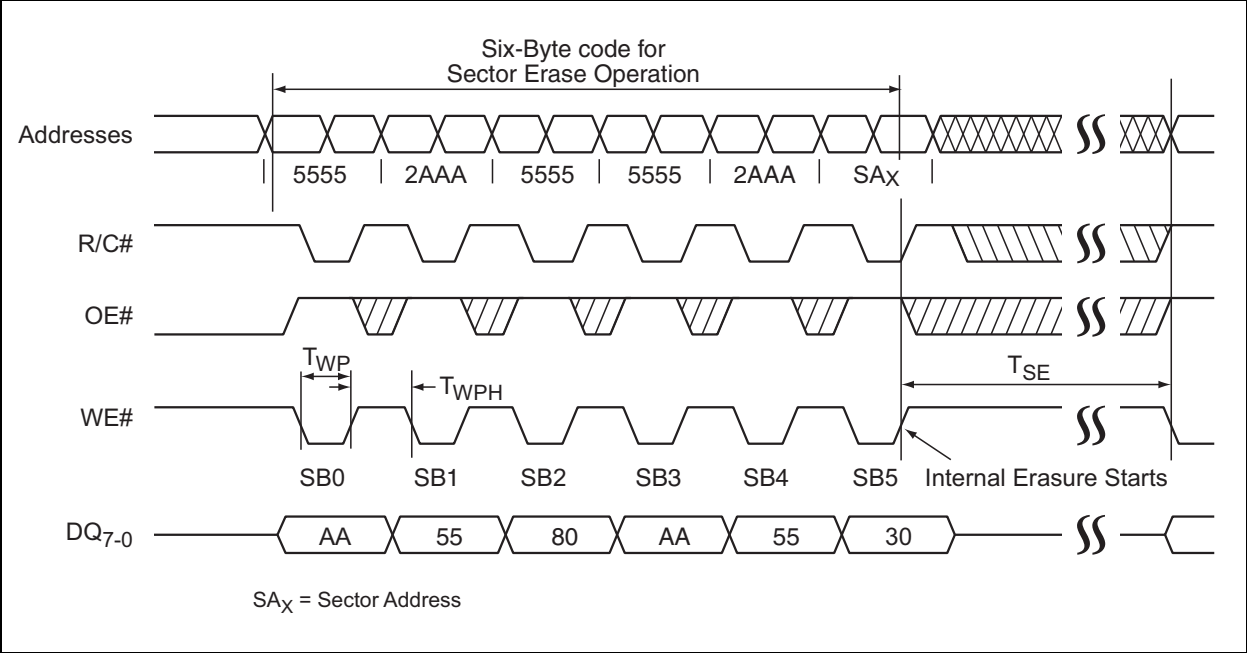 Six-Byte code for
Sector Erase Operation
Addresses
5555 2AAA 5555 5555 2AAA SAX
R/C#
OE#
TWP
TWPH
TSE
WE#
SB0 SB1 SB2 SB3 SB4 SB5 Internal Erasure Starts
DQ7-0 AA 55 80 AA 55 30
SAX = Sector Address